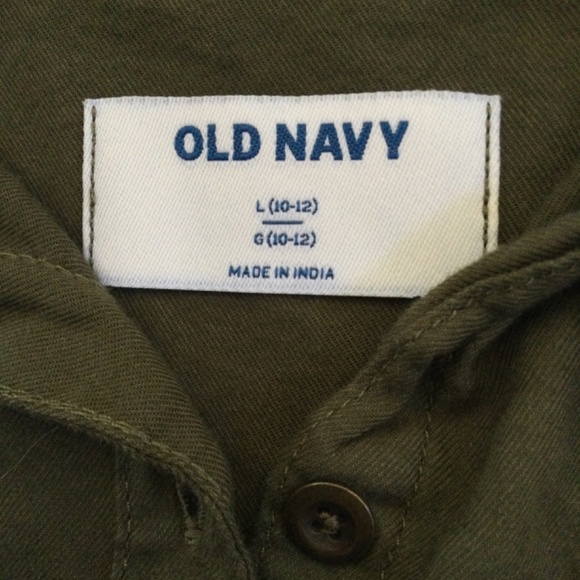 OLD NAVY
L (10-12)
G (10-12)
MADE IN INDIA